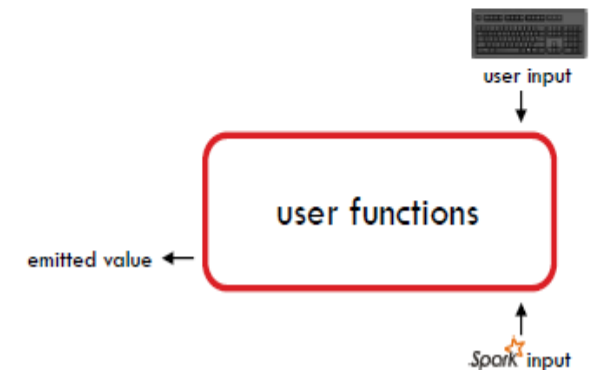 user input
user functions
emitted value
Spark input